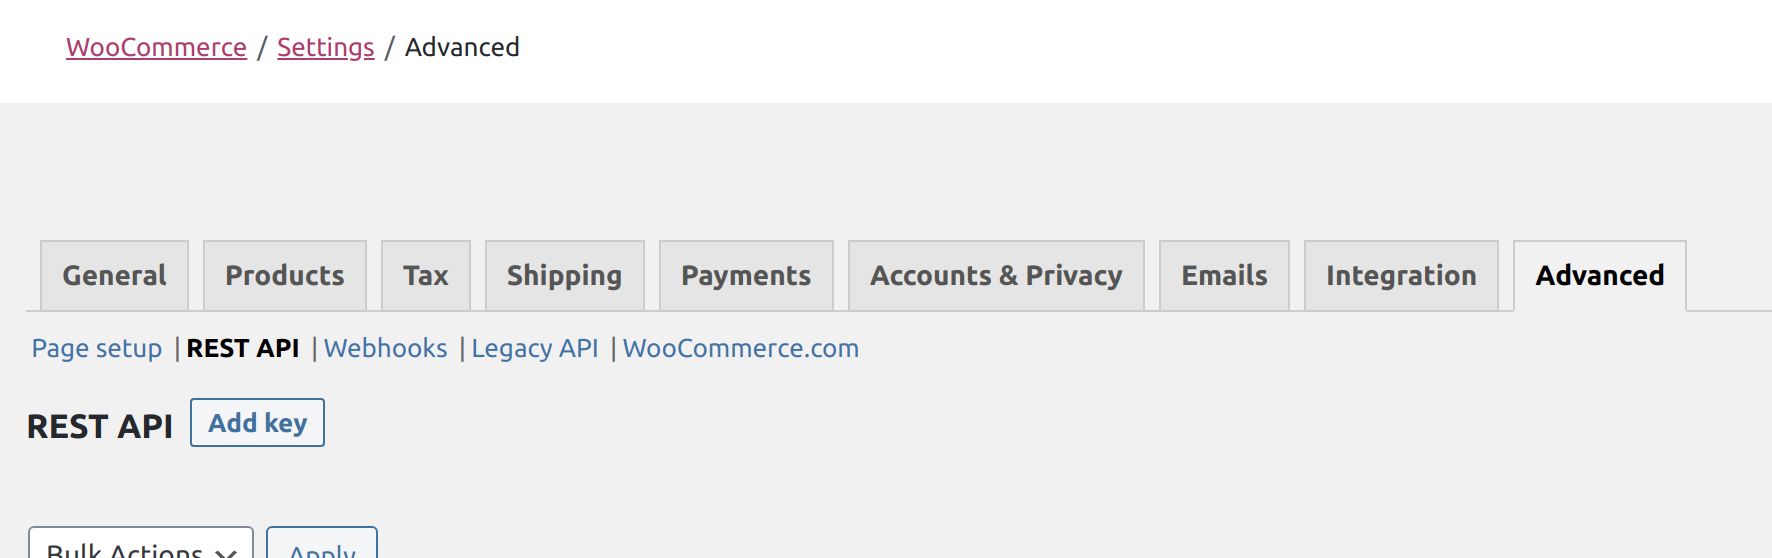 WooCommerce / Settings / Advanced
General Products Tax Shipping Payments Accounts & Privacy Emails Integration Advanced
Page setup | REST API | Webhooks | Legacy API | WooCommerce.com
REST API Add key
Bulk Actions Apply